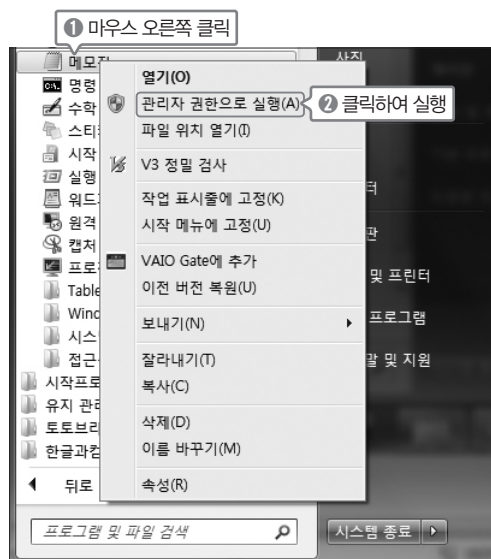 ❶ 마우스 오른쪽 클릭
사진
메모장
열기(O)
명령
관리자 권한으로 실행(A)
❷ 클릭하여 실행
수학
스티
파일 위치 열기(I)
시작
V3 정밀 검사
실행
터
워드
작업 표시줄에 고정(K)
원격
시작 메뉴에 고정(U)
판
캡처
VAIO Gate에 추가
프로
및 프린터
Table
이전 버전 복원(U)
Wind
보내기(N)
프로그램
시스
접근
잘라내기(T)
말 및 지원
시작프로
복사(C)
유지 관리
토토브리
삭제(D)
한글과컴
이름 바꾸기(M)
뒤로
속성(R)
프로그램 및 파일 검색
시스템 종료